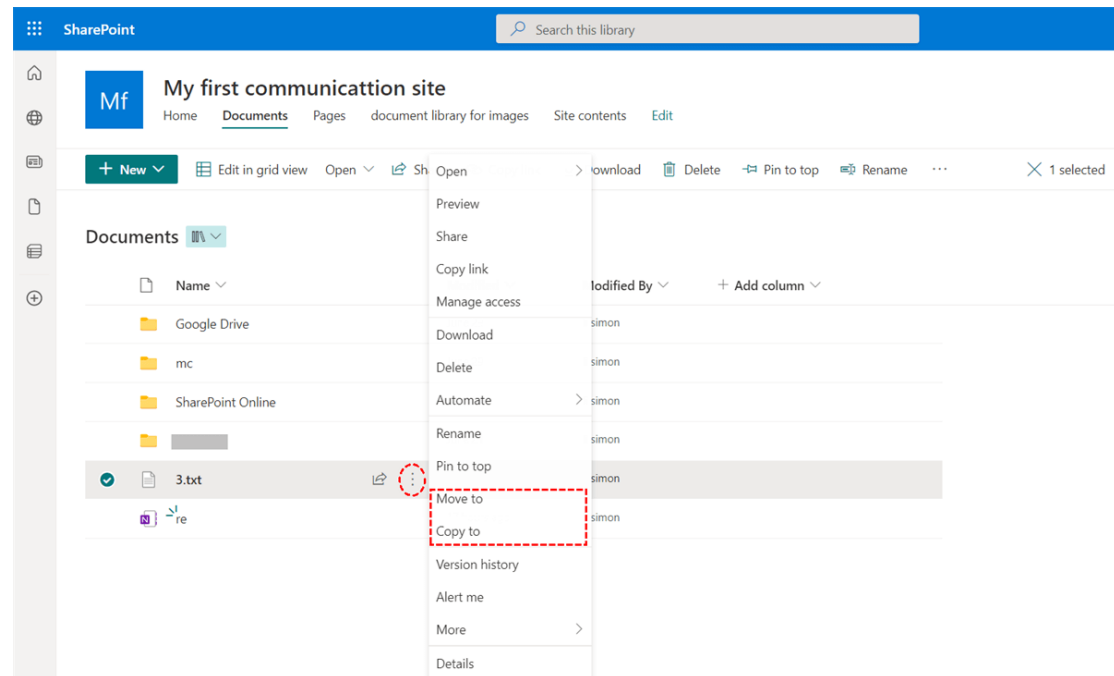 SharePoint
Search this library
Mf
My first communicattion site
Home Documents Pages document library for images Site contents Edit
New Edit in grid view Open Delete Pin to top Rename ... 1 selected
Open
Preview
Documents
Share
Copy link
Name Add column
Manage access
Google Drive simon
Download
mc simon
Delete
SharePoint Online Automate simon
Rename simon
Pin to top
3.txt simon
Move to
re simon
Copy to
Version history
Alert me
More
Details